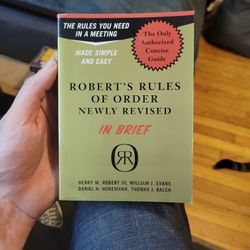 THE RULES YOU NEED
IN A MEETING
MADE SIMPLE
AND EASY
The Only
Authorized
Concise
Guide
ROBERT'S RULES
OF ORDER
NEWLY REVISED
IN BRIEF
RR
HENRY M. ROBERT III, WILLIAM J. EVANS
DANIEL H. HONEMANN, THOMAS J. BALCH